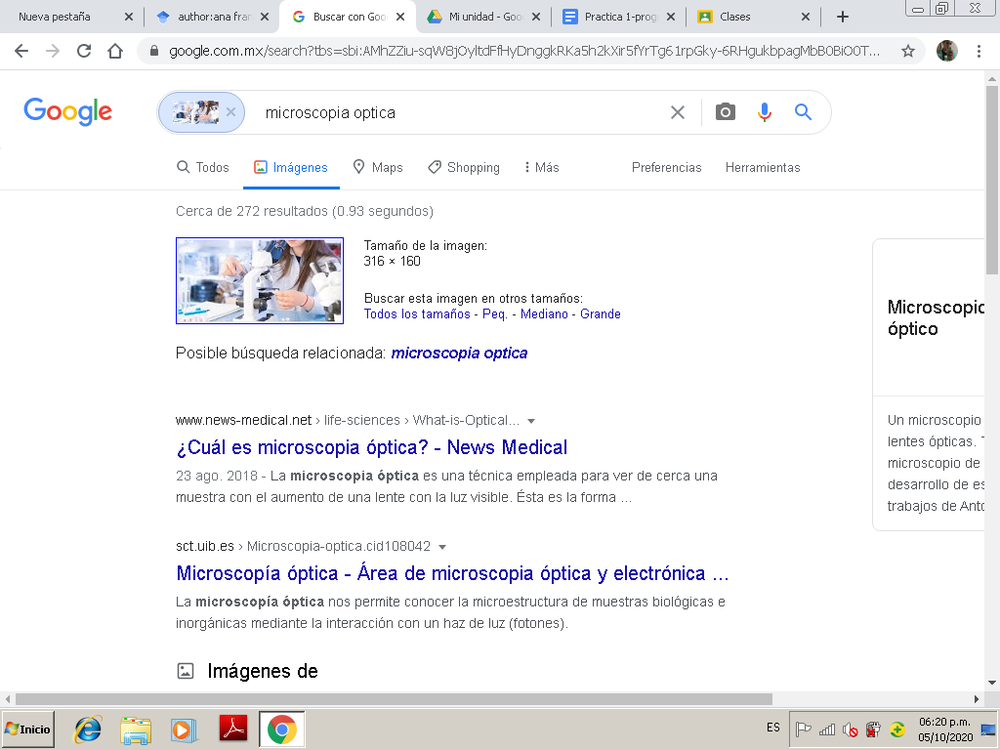 Nueva pestaña
author:ana fran
Buscar con Goo
Mi unidad - Goo
Practica 1-prog
Clases
google.com.mx/search?tbs=sbi:AMhZZiu-sqW8jOyltdFfHyDnggkRKa5h2kXir5fYrTg61rpGky-6RHgukbpagMbB0BiO0T...
Google
microscopia optica
Todos
Imágenes
Maps
Shopping
Más
Preferencias
Herramientas
Cerca de 272 resultados (0.93 segundos)
Tamaño de la imagen:
316 × 160
Buscar esta imagen en otros tamaños:
Todos los tamaños - Peq. - Mediano - Grande
Posible búsqueda relacionada: microscopia optica
www.news-medical.net › life-sciences › What-is-Optical...
¿Cuál es microscopia óptica? - News Medical
23 ago. 2018 - La microscopia óptica es una técnica empleada para ver de cerca una
muestra con el aumento de una lente con la luz visible. Ésta es la forma ...
sct.uib.es › Microscopia-optica.cid108042
Microscopía óptica - Área de microscopia óptica y electrónica ...
La microscopía óptica nos permite conocer la microestructura de muestras biológicas e
inorgánicas mediante la interacción con un haz de luz (fotones).
Imágenes de
Microscopio
óptico
Un microscopio
lentes ópticas. T
microscopio de
desarrollo de es
trabajos de Anto
Inicio
ES
06:20 p.m.
05/10/2020